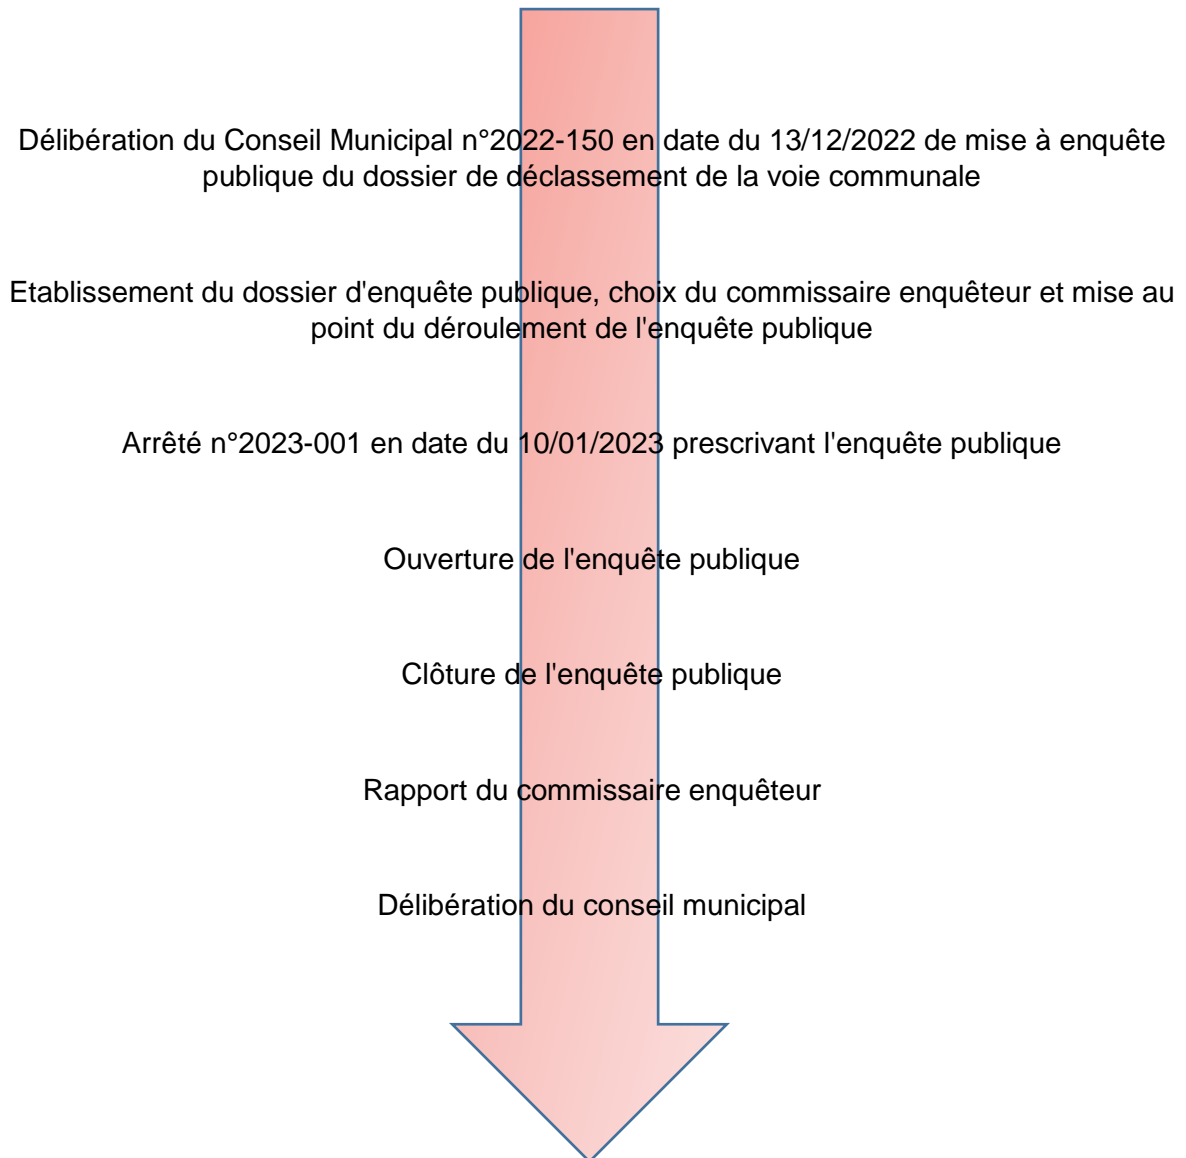 Délibération du Conseil Municipal n°2022-150 en date du 13/12/2022 de mise à enquête
publique du dossier de déclassement de la voie communale
Etablissement du dossier d'enquête publique, choix du commissaire enquêteur et mise au
point du déroulement de l'enquête publique
Arrêté n°2023-001 en date du 10/01/2023 prescrivant l'enquête publique
Ouverture de l'enquête publique
Clôture de l'enquête publique
Rapport du commissaire enquêteur
Délibération du conseil municipal